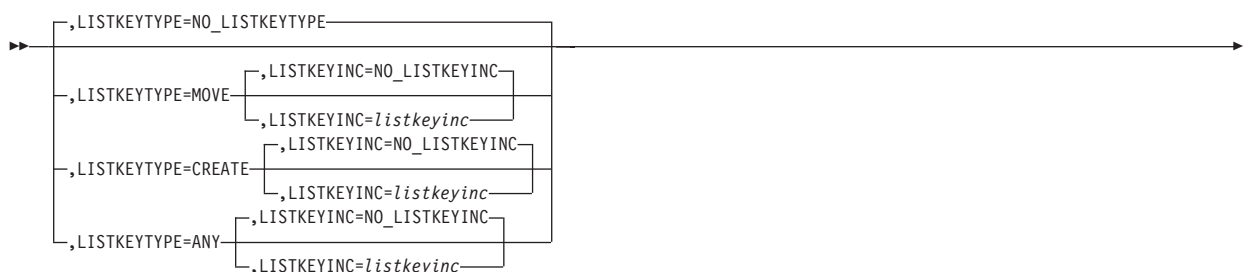 ,LISTKEYTYPE=NO_LISTKEYTYPE
,LISTKEYINC=NO_LISTKEYINC
,LISTKEYTYPE=MOVE
,LISTKEYINC=listkeyinc
,LISTKEYINC=NO_LISTKEYINC
,LISTKEYTYPE=CREATE
,LISTKEYINC=listkeyinc
,LISTKEYINC=NO_LISTKEYINC
,LISTKEYTYPE=ANY
,LISTKEYINC=listkeyinc